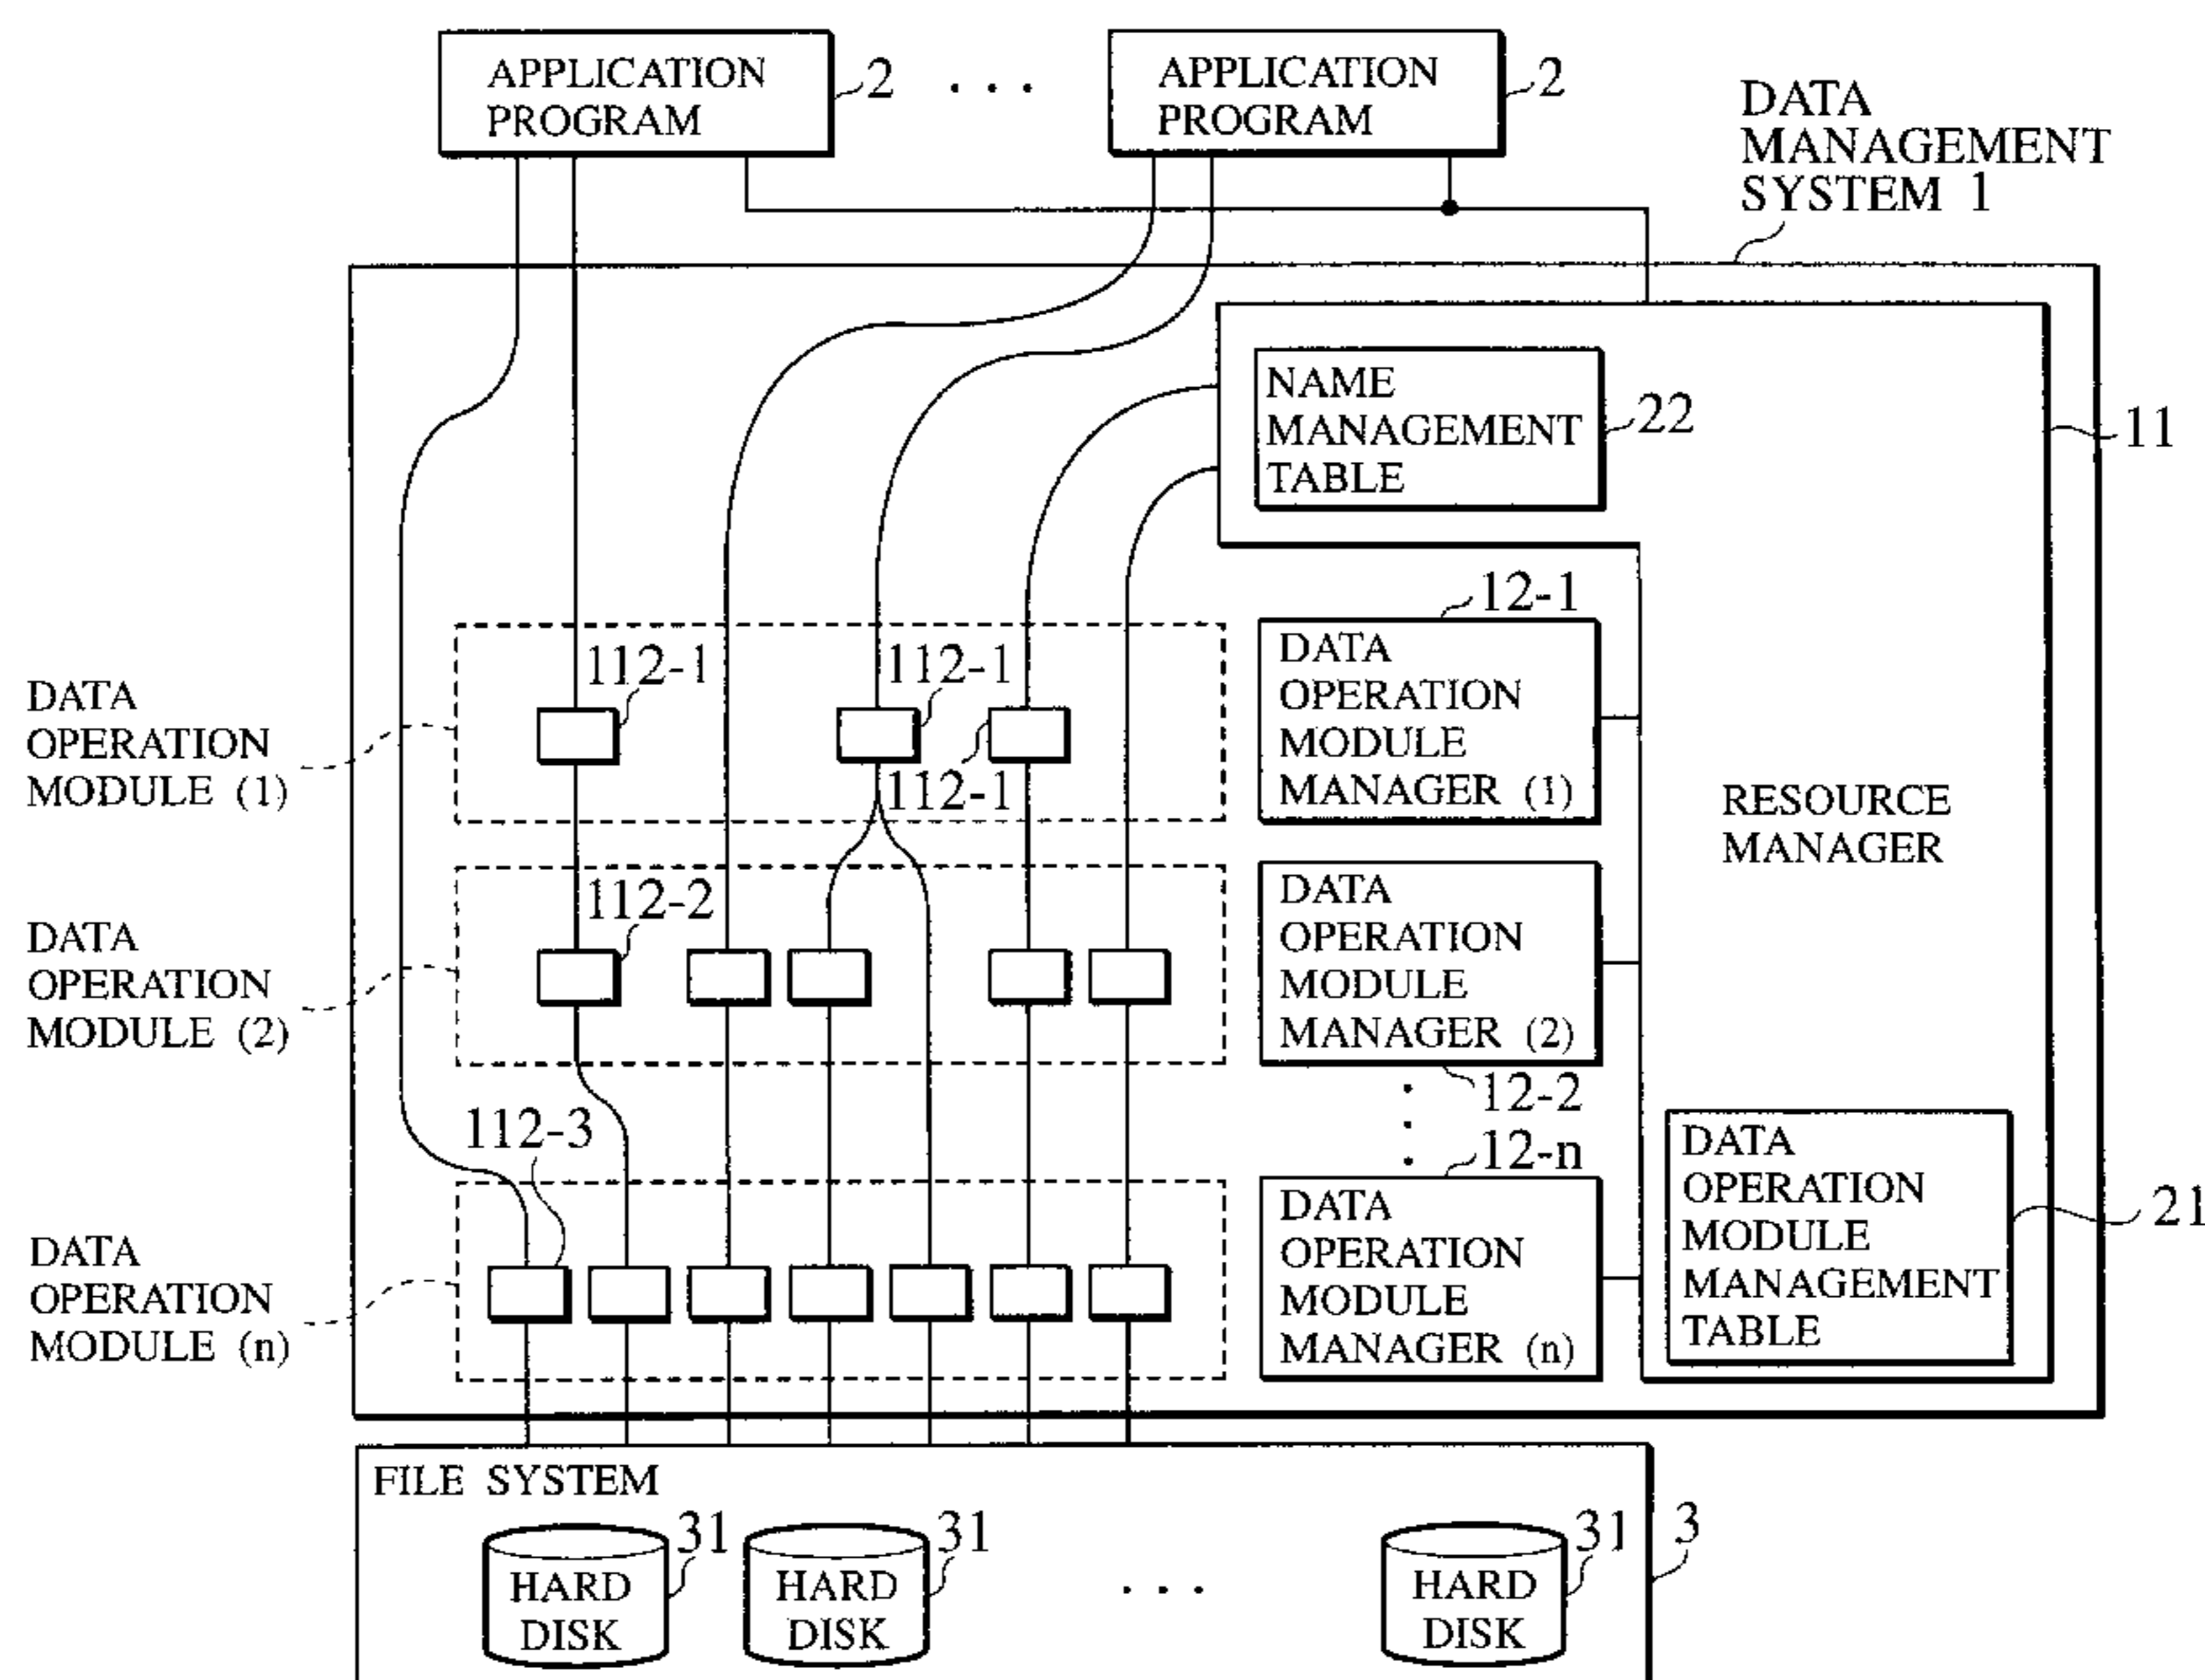 APPLICATION
PROGRAM
2
. . .
APPLICATION
PROGRAM
2
DATA
MANAGEMENT
SYSTEM 1
NAME
MANAGEMENT
TABLE
22
11
12-1
DATA
OPERATION
MODULE (1)
112-1
112-1
112-1
DATA
OPERATION
MODULE
MANAGER (1)
RESOURCE
MANAGER
DATA
OPERATION
MODULE (2)
112-2
DATA
OPERATION
MODULE
MANAGER (2)
12-2
112-3
12-n
DATA
OPERATION
MODULE (n)
DATA
OPERATION
MODULE
MANAGER (n)
DATA
OPERATION
MODULE
MANAGEMENT
TABLE
21
FILE SYSTEM
HARD
DISK
31
HARD
DISK
31
. . .
HARD
DISK
31
3